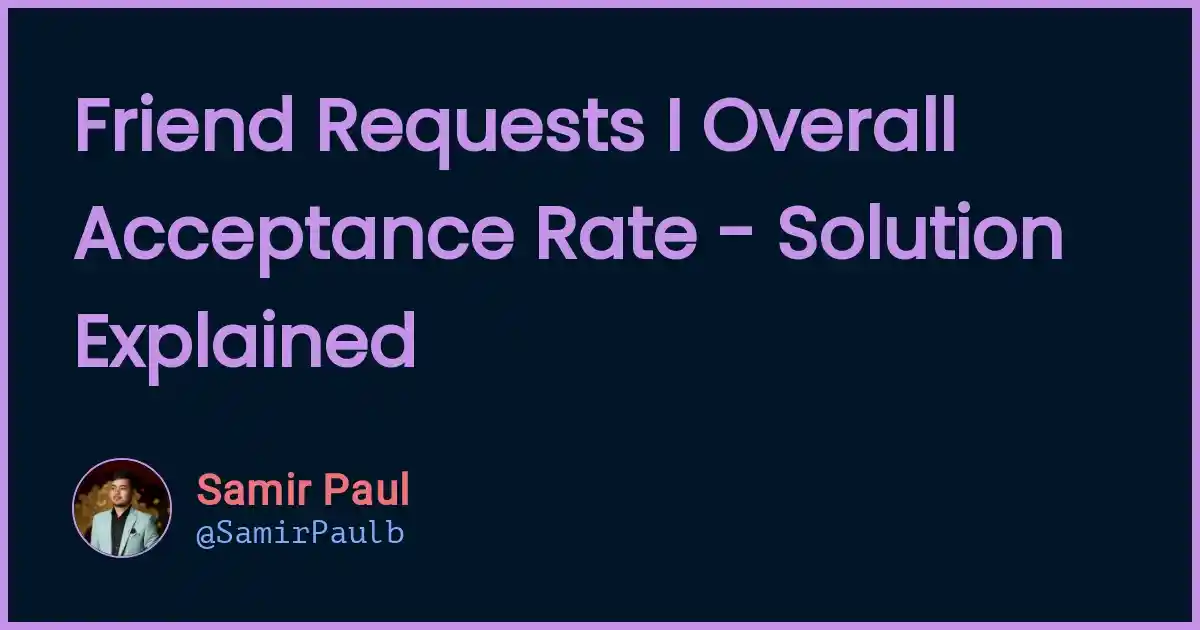 Friend Requests I Overall
Acceptance Rate - Solution
Explained
Samir Paul
@SamirPaulb